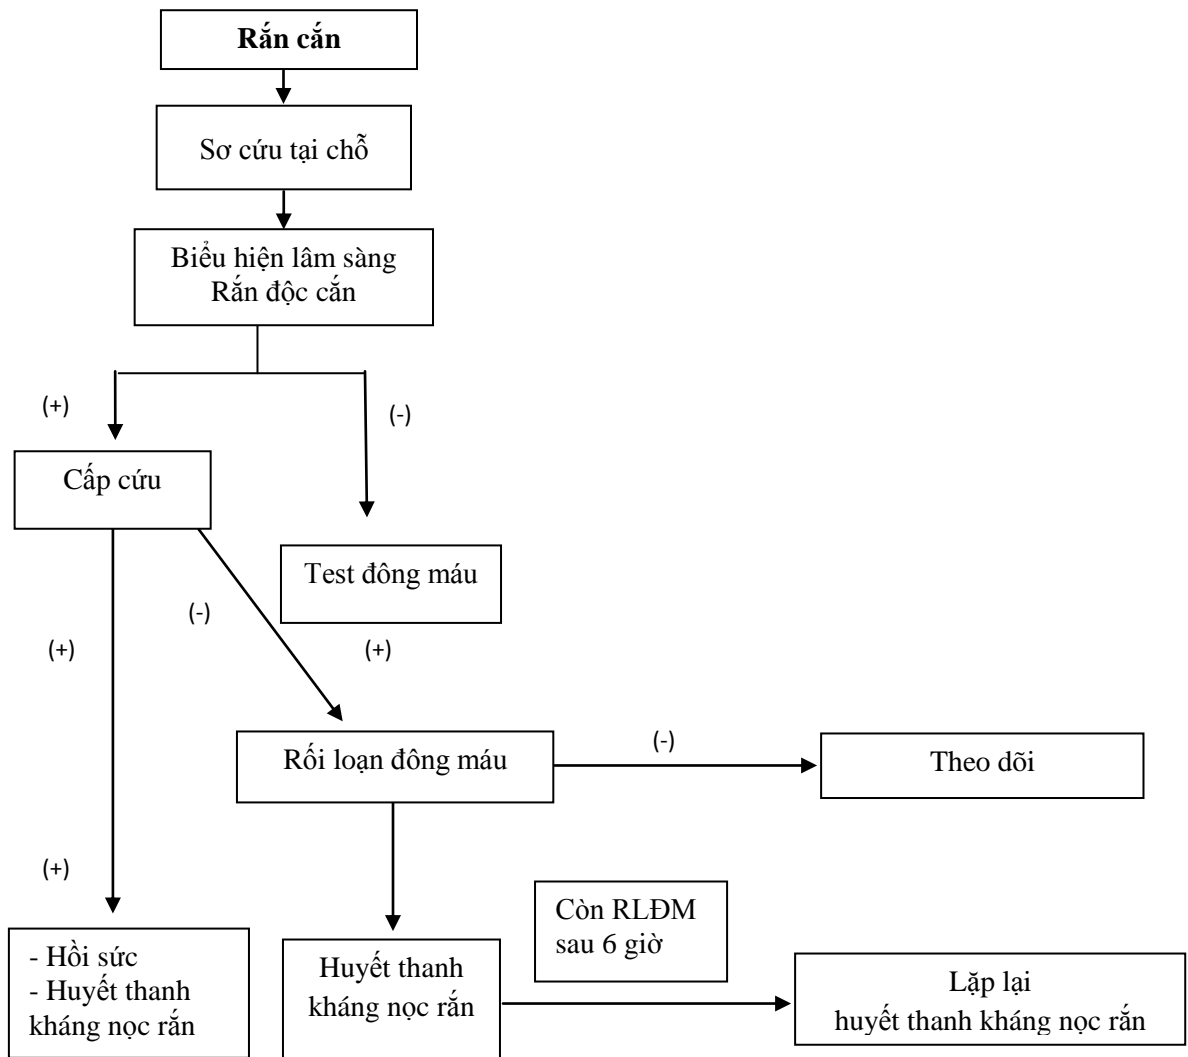 Rắn cắn
Sơ cứu tại chỗ
Biểu hiện lâm sàng
Rắn độc cắn
(+)
(-)
Cấp cứu
Test đông máu
(-)
(+)
(+)
Rối loạn đông máu
(-)
Theo dõi
(+)
Còn RLĐM
sau 6 giờ
- Hồi sức
- Huyết thanh
kháng nọc rắn
Huyết thanh
kháng nọc rắn
Lặp lại
huyết thanh kháng nọc rắn